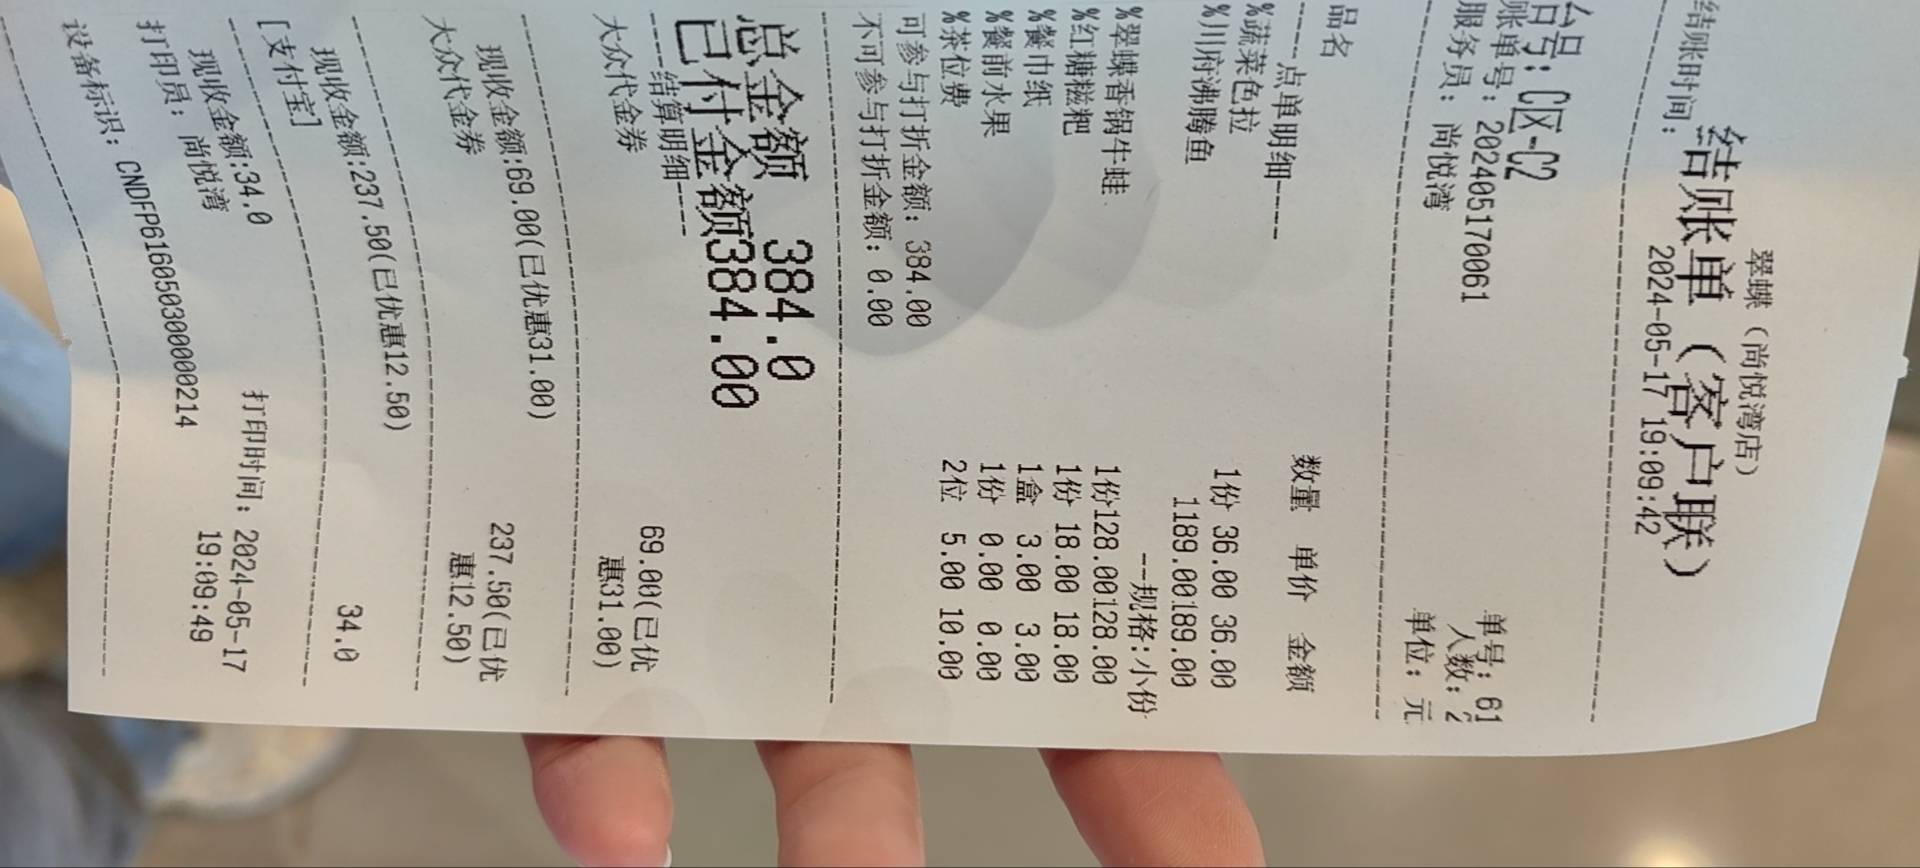 翠蝶（尚悦湾店）
结账单（客户联）
结账时间： 2024-05-17 19:09:42
台号：C区-C2 单号：61
账单号：202405170061 人数：2
服务员：尚悦湾 单位：元
品名 数量 单价 金额
----点单明细----
%蔬菜色拉 1份 36.00 36.00
%川府沸腾鱼 1189.00189.00
--规格:小份
%翠蝶香锅牛蛙 1份128.00128.00
%红糖糍粑 1份 18.00 18.00
%餐巾纸 1盒 3.00 3.00
%餐前水果 1份 0.00 0.00
%茶位费 2位 5.00 10.00
可参与打折金额：384.00
不可参与打折金额：0.00
总金额 384.0
已付金额384.00
----结算明细----
大众代金券 69.00(已优
惠31.00)
现收金额:69.00(已优惠31.00)
大众代金券 237.50(已优
惠12.50)
现收金额:237.50(已优惠12.50)
[支付宝] 34.0
现收金额:34.0
打印员：尚悦湾 打印时间：2024-05-17
19:09:49
设备标识：CNDFP616050300000214